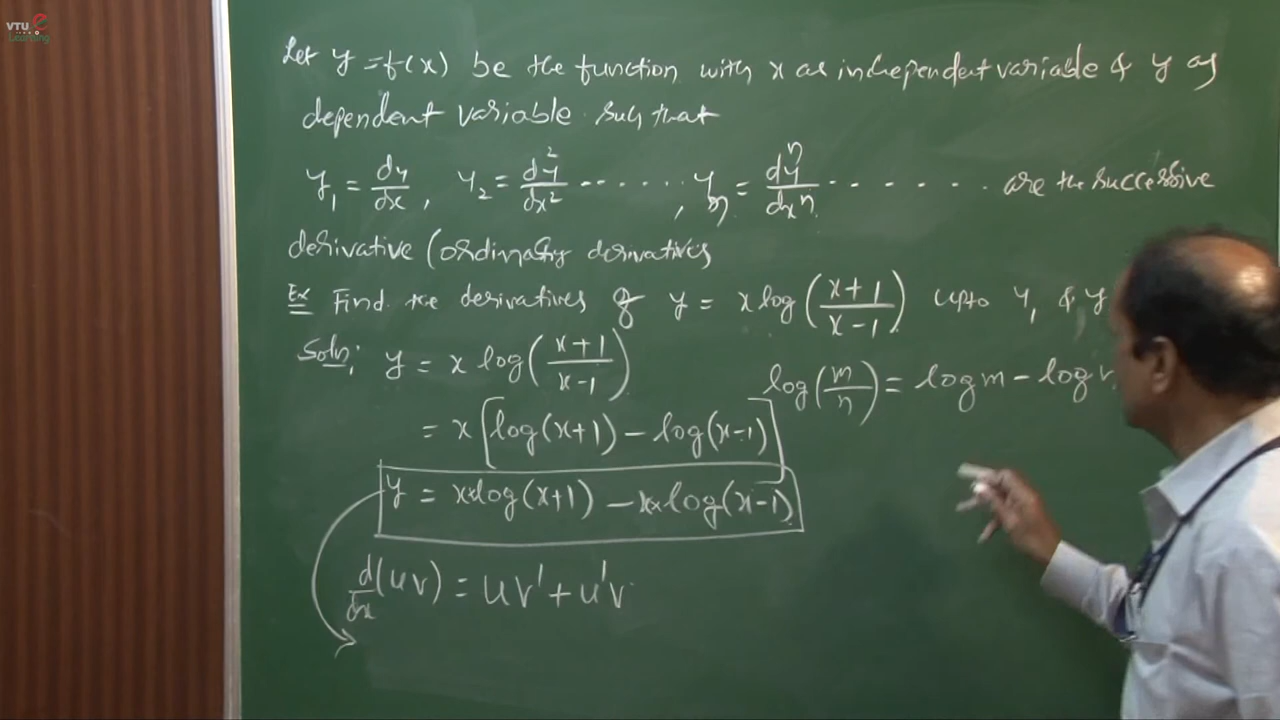 VTU e
Learning
Let y = f(x) be the function with x as independent variable & y as
dependent variable such that
y₁ = dy/dx , y₂ = d²y/dx² ........ , yₙ = dⁿy/dxⁿ ........ are the successive
derivative (ordinary derivatives
Ex Find the derivatives of y = x log((x+1)/(x-1)) upto y₁ & y
Soln: y = x log((x+1)/(x-1))
log(m/n) = log m - log n
= x [log(x+1) - log(x-1)]
y = x×log(x+1) - x×log(x-1)
d/dx (uv) = uv' + u'v